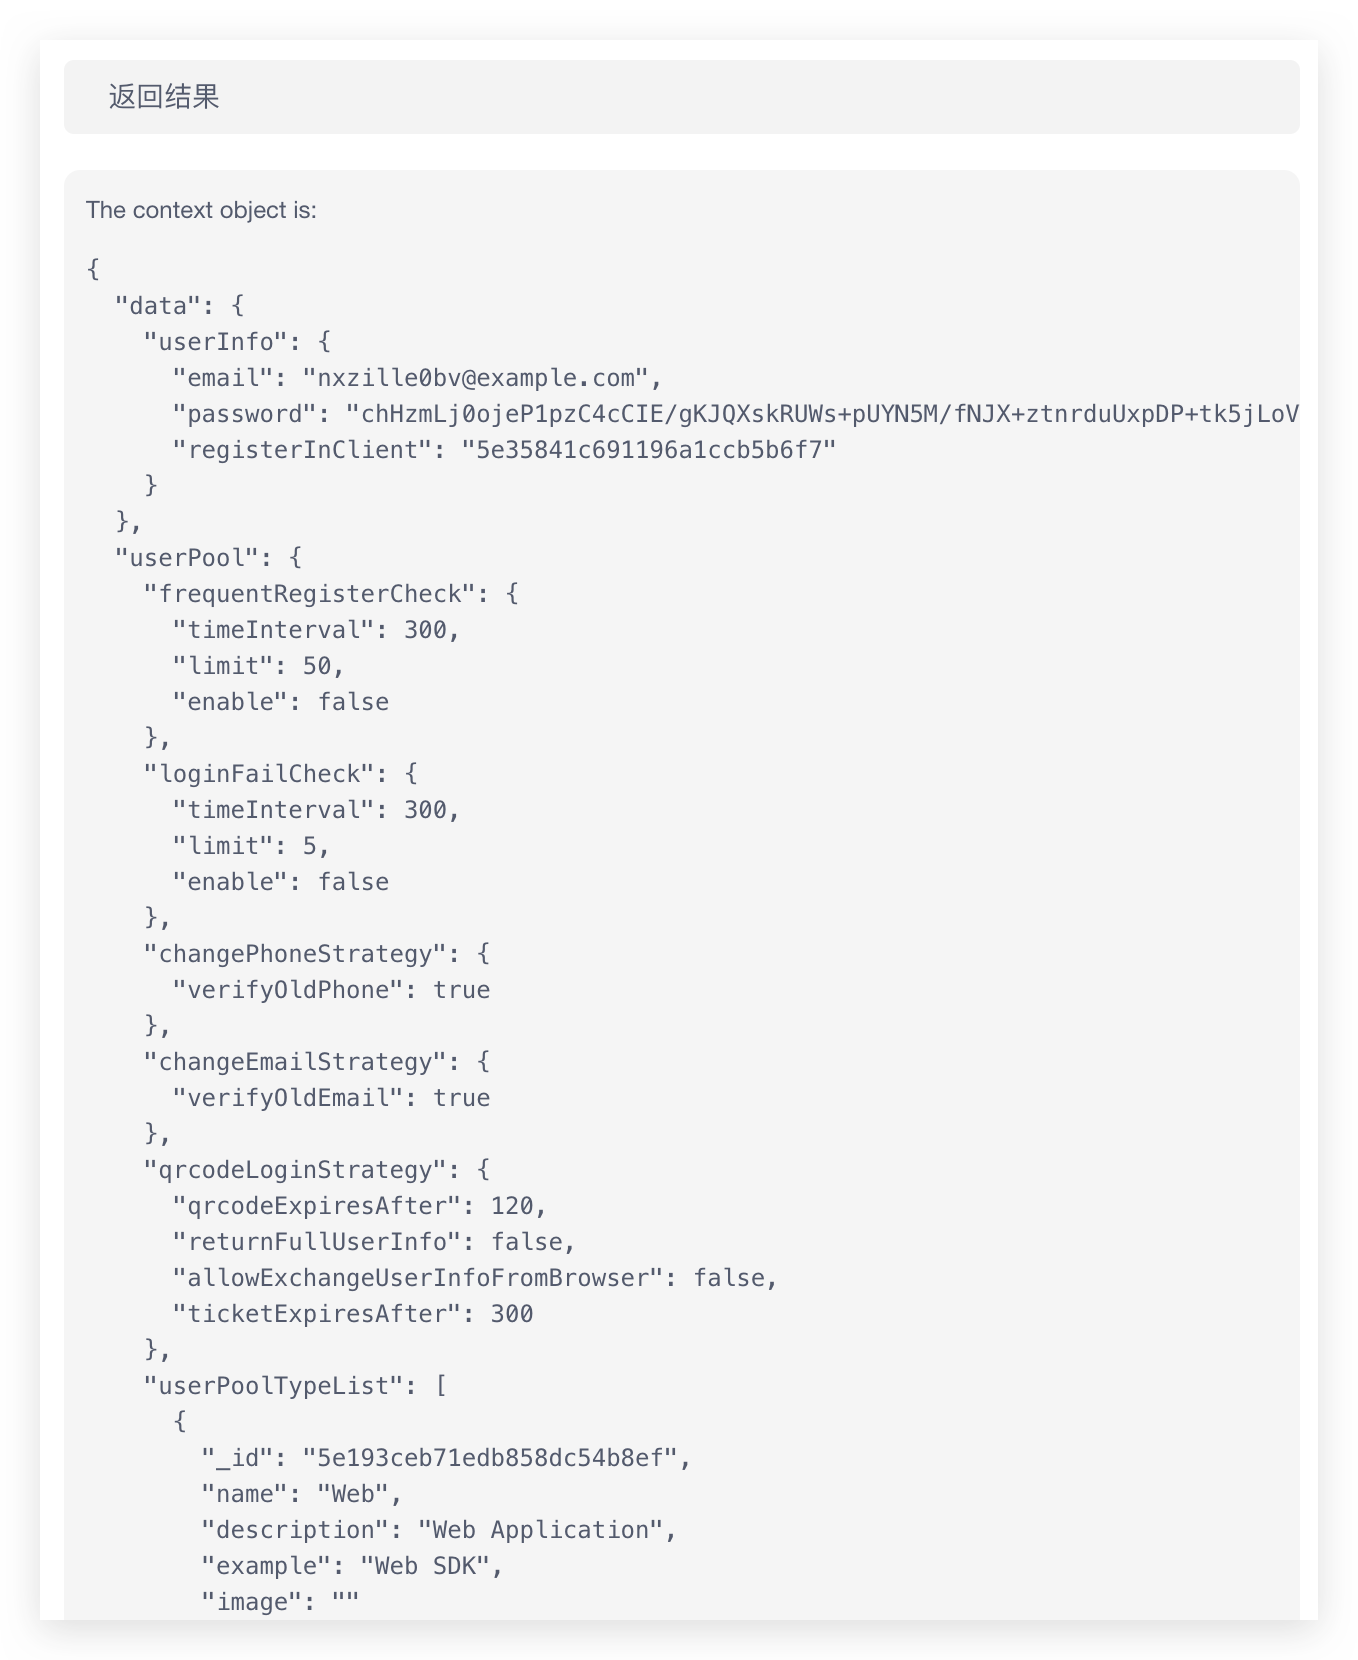 返回结果
The context object is:
{
  "data": {
    "userInfo": {
      "email": "nxzille0bv@example.com",
      "password": "chHzmLj0ojeP1pzC4cCIE/gKJQXskRUWs+pUYN5M/fNJX+ztnrduUxpDP+tk5jLoV
      "registerInClient": "5e35841c691196a1ccb5b6f7"
    }
  },
  "userPool": {
    "frequentRegisterCheck": {
      "timeInterval": 300,
      "limit": 50,
      "enable": false
    },
    "loginFailCheck": {
      "timeInterval": 300,
      "limit": 5,
      "enable": false
    },
    "changePhoneStrategy": {
      "verifyOldPhone": true
    },
    "changeEmailStrategy": {
      "verifyOldEmail": true
    },
    "qrcodeLoginStrategy": {
      "qrcodeExpiresAfter": 120,
      "returnFullUserInfo": false,
      "allowExchangeUserInfoFromBrowser": false,
      "ticketExpiresAfter": 300
    },
    "userPoolTypeList": [
      {
        "_id": "5e193ceb71edb858dc54b8ef",
        "name": "Web",
        "description": "Web Application",
        "example": "Web SDK",
        "image": ""